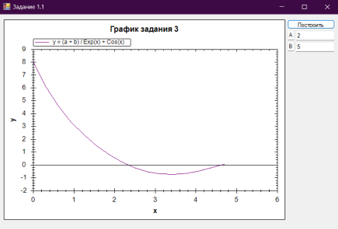 Задание 1.1
График задания 3
y = (a + b) / Exp(x) + Cos(x)
Построить
A 2
B 5
9
8
7
6
5
4
3
2
1
0
-1
-2
y
0 1 2 3 4 5 6
x